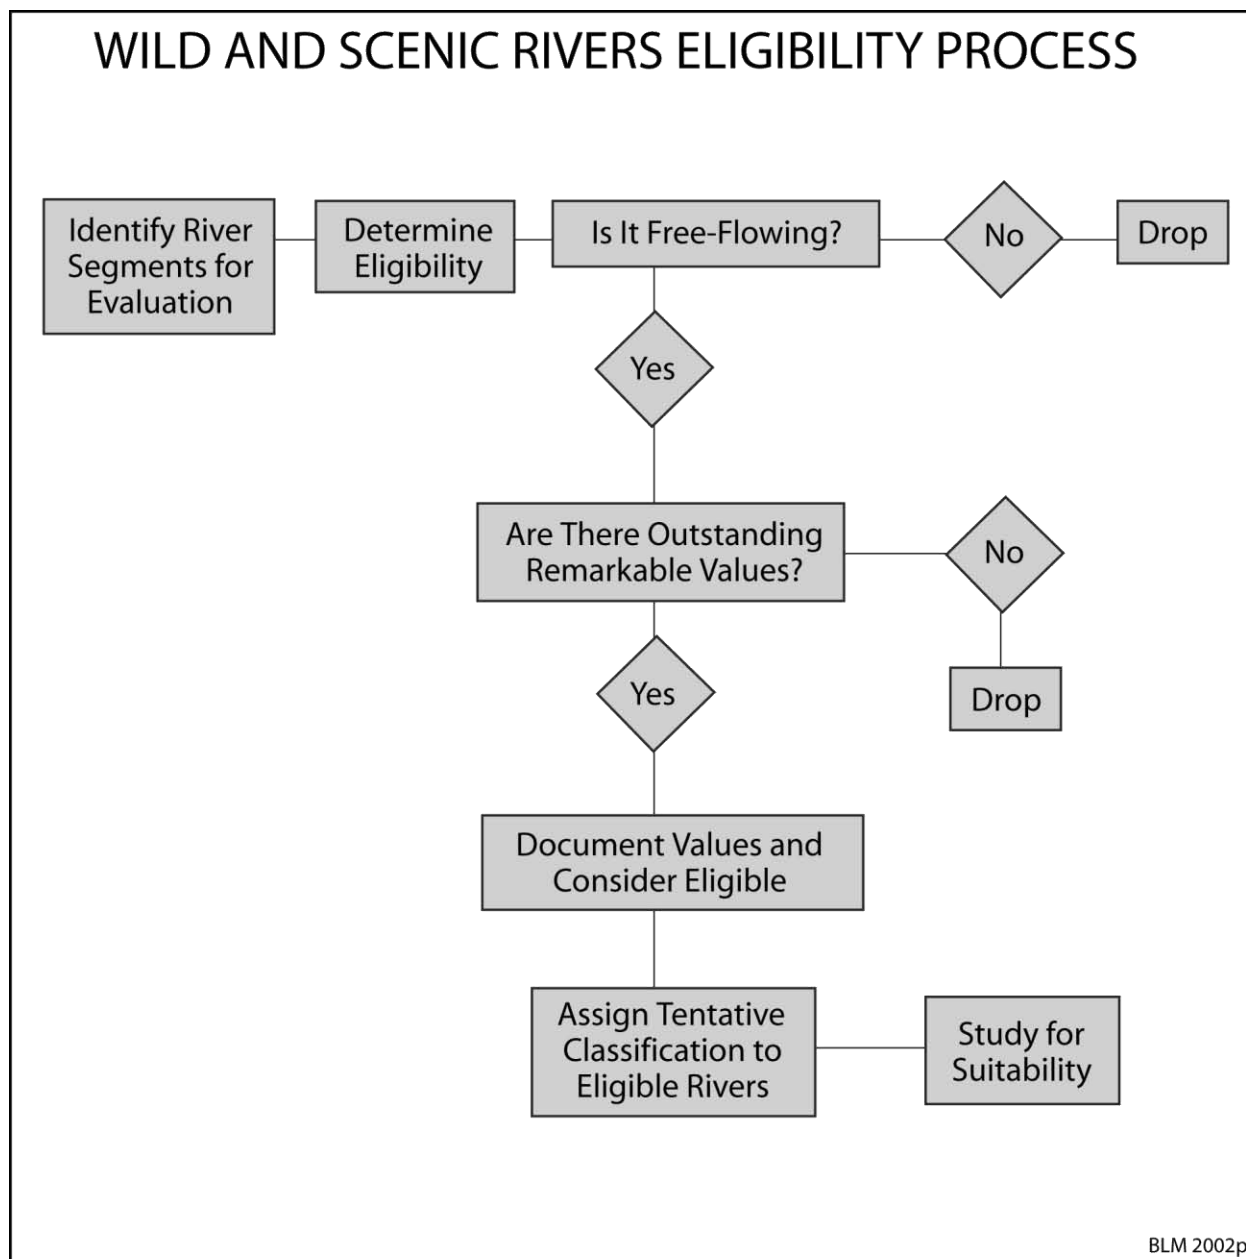 WILD AND SCENIC RIVERS ELIGIBILITY PROCESS
Identify River
Segments for
Evaluation
Determine
Eligibility
Is It Free-Flowing?
No
Drop
Yes
Are There Outstanding
Remarkable Values?
No
Drop
Yes
Document Values and
Consider Eligible
Assign Tentative
Classification to
Eligible Rivers
Study for
Suitability
BLM 2002p